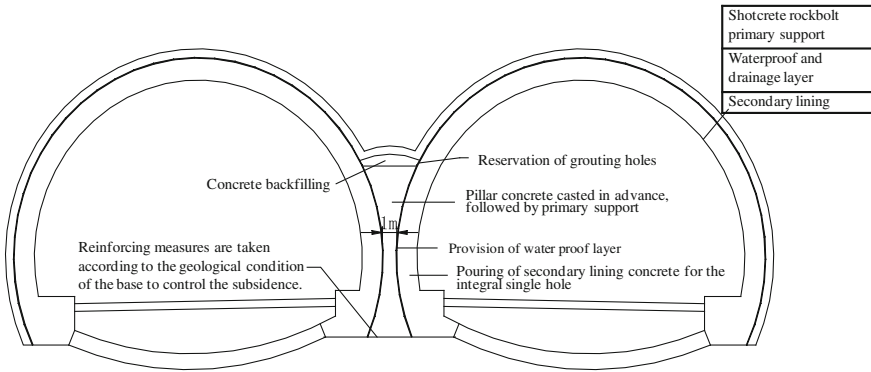 Shotcrete rockbolt
primary support
Waterproof and
drainage layer
Secondary lining
Reservation of grouting holes
Concrete backfilling
Pillar concrete casted in advance,
followed by primary support
1m
Provision of water proof layer
Reinforcing measures are taken
according to the geological condition
of the base to control the subsidence.
Pouring of secondary lining concrete for the
integral single hole